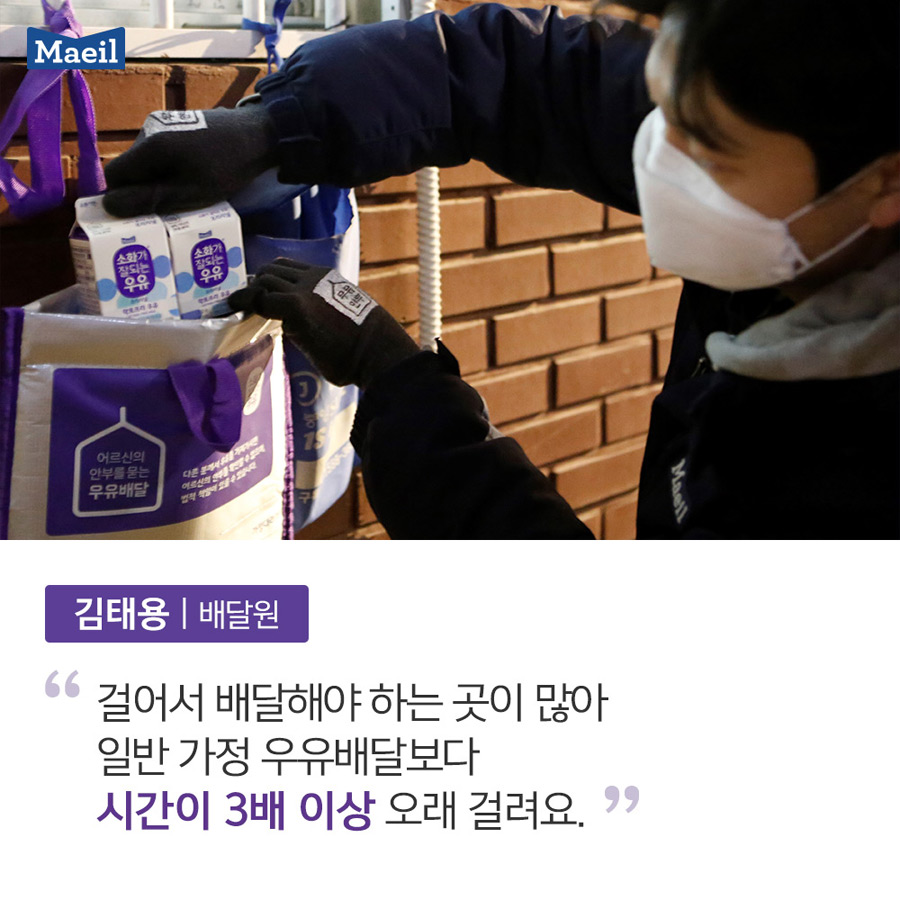 Maeil
소화가
잘되는
우유
소화가
잘되는
우유
어르신의
안부를 묻는
우유배달
Maeil
김태용 | 배달원
“ 걸어서 배달해야 하는 곳이 많아
일반 가정 우유배달보다
시간이 3배 이상 오래 걸려요. ”